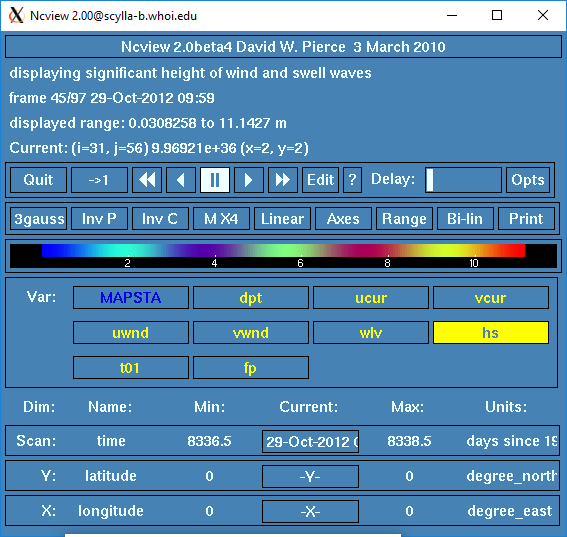 Ncview 2.00@scylla-b.whoi.edu
Ncview 2.0beta4 David W. Pierce 3 March 2010
displaying significant height of wind and swell waves
frame 45/97 29-Oct-2012 09:59
displayed range: 0.0308258 to 11.1427 m
Current: (i=31, j=56) 9.96921e+36 (x=2, y=2)
Quit ->1 Edit ? Delay: Opts
3gauss Inv P Inv C M X4 Linear Axes Range Bi-lin Print
2 4 6 8 10
Var: MAPSTA dpt ucur vcur
uwnd vwnd wlv hs
t01 fp
Dim: Name: Min: Current: Max: Units:
Scan: time 8336.5 29-Oct-2012 0 8338.5 days since 19
Y: latitude 0 -Y- 0 degree_north
X: longitude 0 -X- 0 degree_east